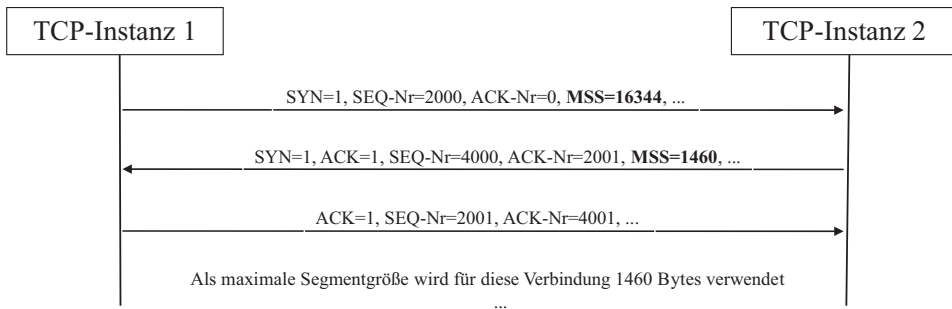 TCP-Instanz 1
TCP-Instanz 2
SYN=1, SEQ-Nr=2000, ACK-Nr=0, MSS=16344, ...
SYN=1, ACK=1, SEQ-Nr=4000, ACK-Nr=2001, MSS=1460, ...
ACK=1, SEQ-Nr=2001, ACK-Nr=4001, ...
Als maximale Segmentgröße wird für diese Verbindung 1460 Bytes verwendet
...